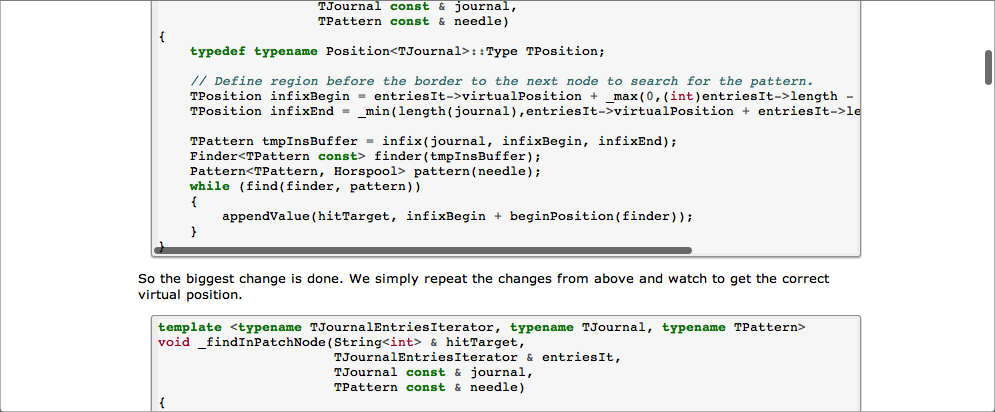 TJournal const & journal,
TPattern const & needle)
{
typedef typename Position<TJournal>::Type TPosition;
// Define region before the border to the next node to search for the pattern.
TPosition infixBegin = entriesIt->virtualPosition + _max(0,(int)entriesIt->length -
TPosition infixEnd = _min(length(journal),entriesIt->virtualPosition + entriesIt->le
TPattern tmpInsBuffer = infix(journal, infixBegin, infixEnd);
Finder<TPattern const> finder(tmpInsBuffer);
Pattern<TPattern, Horspool> pattern(needle);
while (find(finder, pattern))
{
appendValue(hitTarget, infixBegin + beginPosition(finder));
}
}
So the biggest change is done. We simply repeat the changes from above and watch to get the correct
virtual position.
template <typename TJournalEntriesIterator, typename TJournal, typename TPattern>
void _findInPatchNode(String<int> & hitTarget,
TJournalEntriesIterator & entriesIt,
TJournal const & journal,
TPattern const & needle)
{